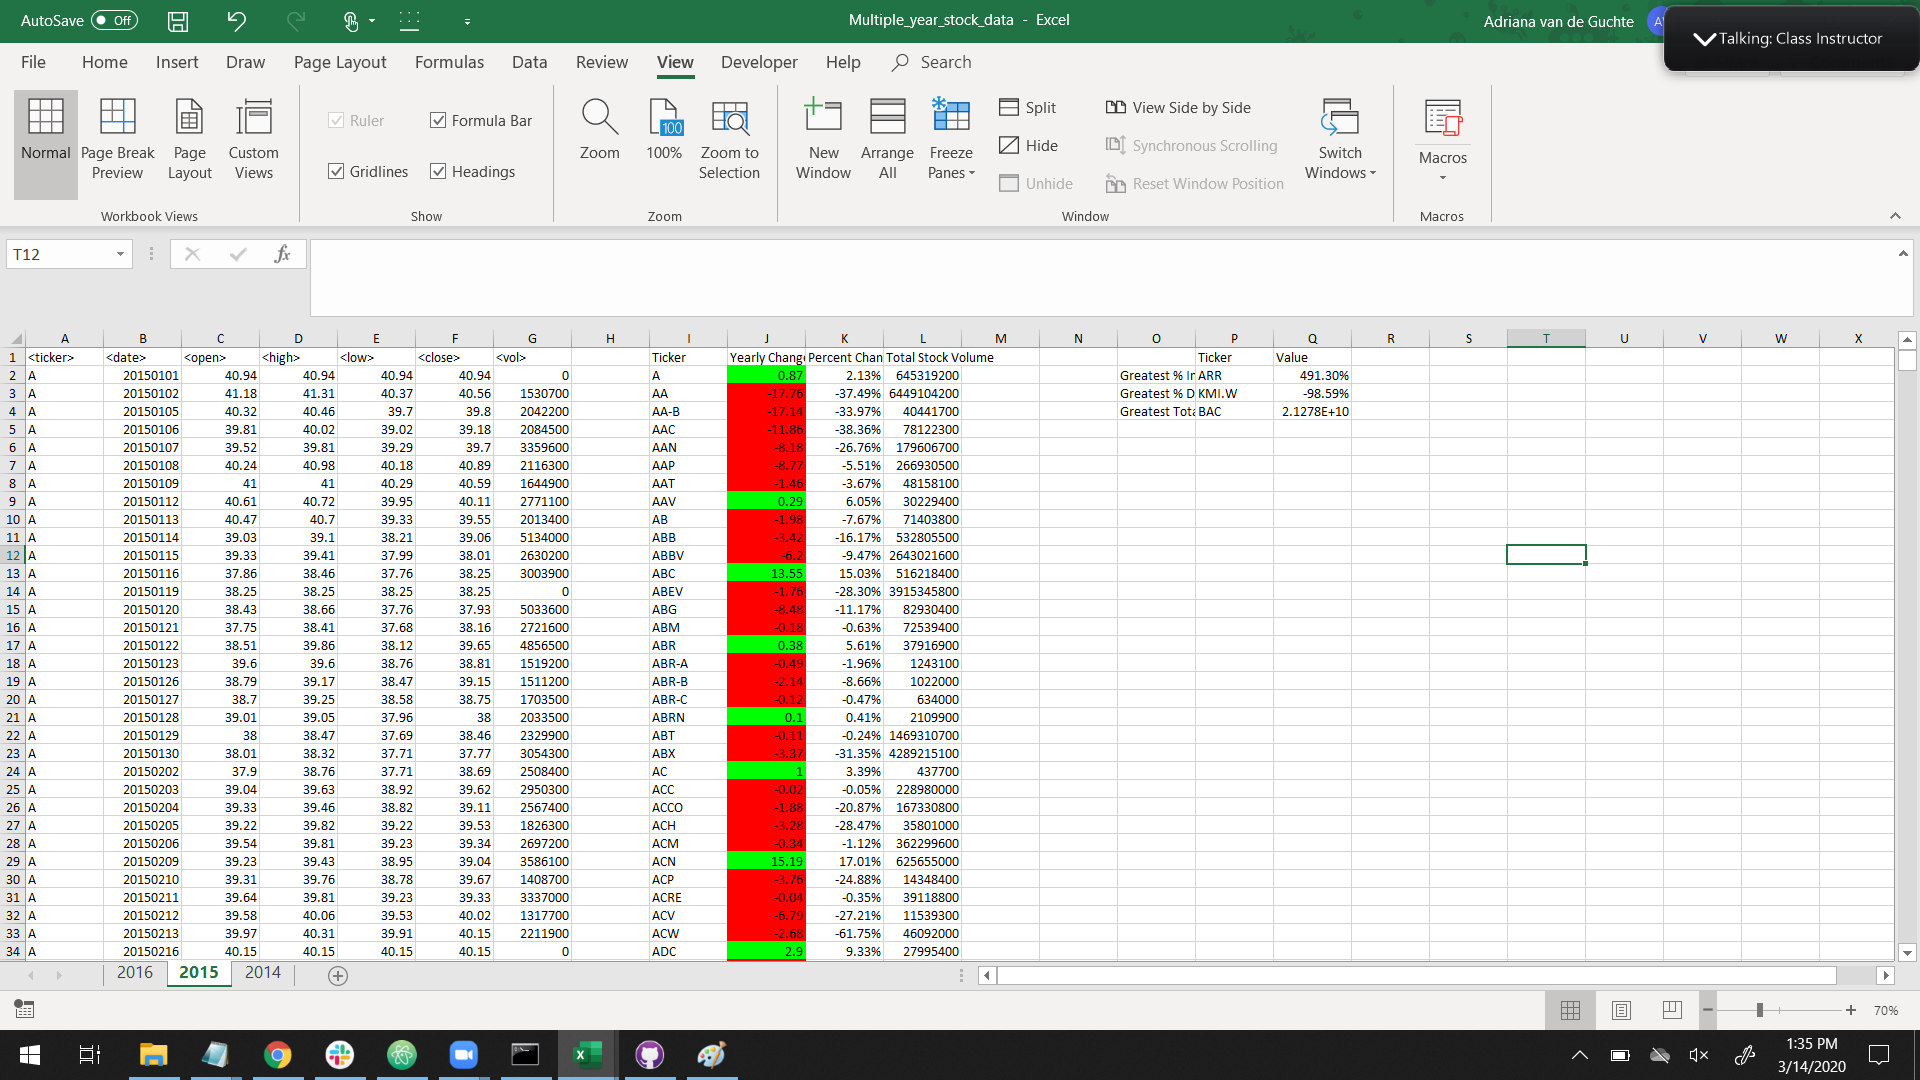 AutoSave Off Multiple_year_stock_data - Excel Adriana van de Guchte
Talking: Class Instructor
File Home Insert Draw Page Layout Formulas Data Review View Developer Help Search
Normal Page Break Preview Page Layout Custom Views
Workbook Views
Ruler Formula Bar
Gridlines Headings
Show
Zoom 100% Zoom to Selection
Zoom
New Window Arrange All Freeze Panes
Split Hide Unhide
View Side by Side Synchronous Scrolling Reset Window Position
Switch Windows
Window
Macros
Macros
T12 fx
A B C D E F G H I J K L M N O P Q R S T U V W X
1 <ticker> <date> <open> <high> <low> <close> <vol> Ticker Yearly Change Percent Chan Total Stock Volume Ticker Value
2 A 20150101 40.94 40.94 40.94 40.94 0 A 0.87 2.13% 645319200 Greatest % In ARR 491.30%
3 A 20150102 41.18 41.31 40.37 40.56 1530700 AA -17.76 -37.49% 6449104200 Greatest % D KMI.W -98.59%
4 A 20150105 40.32 40.46 39.7 39.8 2042200 AA-B -17.14 -33.97% 40441700 Greatest Tota BAC 2.1278E+10
5 A 20150106 39.81 40.02 39.02 39.18 2084500 AAC -11.86 -38.36% 78122300
6 A 20150107 39.52 39.81 39.28 39.7 3359600 AAN -8.18 -26.76% 179606700
7 A 20150108 40.24 40.98 40.18 40.89 2116300 AAP -8.77 -5.51% 266930500
8 A 20150109 41 41 40.29 40.59 1644900 AAT -1.46 -3.67% 48158100
9 A 20150112 40.61 40.72 39.95 40.11 2771100 AAV 0.29 6.05% 30229400
10 A 20150113 40.47 40.7 39.33 39.55 2013400 AB -1.98 -7.67% 71403800
11 A 20150114 39.03 39.1 38.21 39.06 5134000 ABB -3.42 -16.17% 532805500
12 A 20150115 39.33 39.41 37.99 38.01 2630200 ABBV -6.2 -9.47% 2643021600
13 A 20150116 37.86 38.46 37.76 38.25 3003900 ABC 13.55 15.03% 516218400
14 A 20150119 38.25 38.25 38.25 38.25 0 ABEV -1.76 -28.30% 3915345800
15 A 20150120 38.43 38.66 37.76 37.93 5033600 ABG -8.48 -11.17% 82930400
16 A 20150121 37.75 38.41 37.68 38.16 2721600 ABM -0.18 -0.63% 72539400
17 A 20150122 38.51 39.86 38.12 39.65 4856500 ABR 0.38 5.61% 37916900
18 A 20150123 39.6 39.6 38.76 38.81 1519200 ABR-A -0.49 -1.96% 1243100
19 A 20150126 38.79 39.17 38.47 39.15 1511200 ABR-B -2.14 -8.66% 1022000
20 A 20150127 38.7 39.25 38.58 38.75 1703500 ABR-C -0.12 -0.47% 634000
21 A 20150128 39.01 39.05 37.96 38 2033500 ABRN 0.1 0.41% 2109900
22 A 20150129 38 38.47 37.69 38.46 2329900 ABT -0.11 -0.24% 1469310700
23 A 20150130 38.01 38.32 37.71 37.77 3054300 ABX -3.37 -31.35% 4289215100
24 A 20150202 37.9 38.76 37.71 38.69 2508400 AC 1 3.39% 437700
25 A 20150203 39.04 39.63 38.92 39.62 2950300 ACC -0.02 -0.05% 228980000
26 A 20150204 39.33 39.46 38.82 39.11 2567400 ACCO -1.88 -20.87% 167330800
27 A 20150205 39.22 39.82 39.22 39.53 1826300 ACH -3.28 -28.47% 35801000
28 A 20150206 39.54 39.81 39.23 39.34 2697200 ACM -0.34 -1.12% 362299600
29 A 20150209 39.23 39.43 38.95 39.04 3586100 ACN 15.19 17.01% 625655000
30 A 20150210 39.31 39.76 38.78 39.67 1408700 ACP -3.76 -24.88% 14348400
31 A 20150211 39.64 39.81 39.23 39.33 3337000 ACRE -0.04 -0.35% 39118800
32 A 20150212 39.58 40.06 39.53 40.02 1317700 ACV -6.79 -27.21% 11539300
33 A 20150213 39.97 40.31 39.91 40.15 2211900 ACW -2.68 -61.75% 46092000
34 A 20150216 40.15 40.15 40.15 40.15 0 ADC 2.9 9.33% 27995400
2016 2015 2014
70%
1:35 PM
3/14/2020